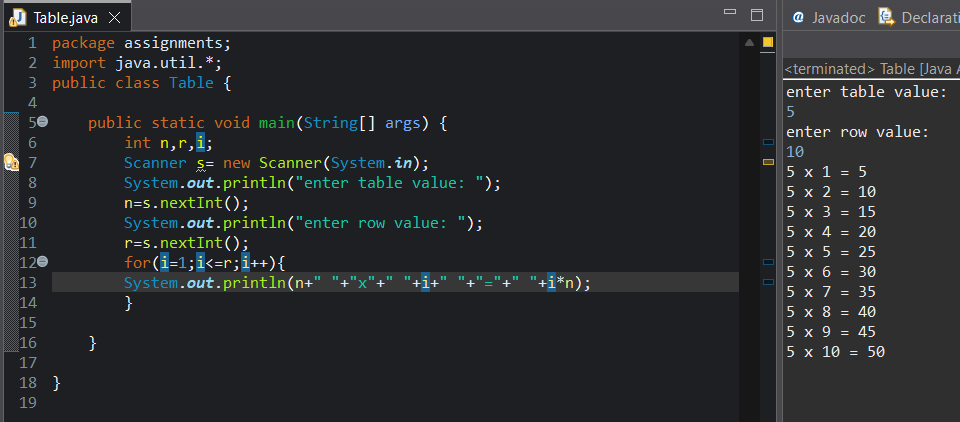 Table.java
1 package assignments;
2 import java.util.*;
3 public class Table {
4
5 public static void main(String[] args) {
6 int n,r,i;
7 Scanner s= new Scanner(System.in);
8 System.out.println("enter table value: ");
9 n=s.nextInt();
10 System.out.println("enter row value: ");
11 r=s.nextInt();
12 for(i=1;i<=r;i++){
13 System.out.println(n+" "+"x"+" "+i+" "+"="+" "+i*n);
14 }
15
16 }
17
18 }
19
@ Javadoc Declarati
<terminated> Table [Java A
enter table value:
5
enter row value:
10
5 x 1 = 5
5 x 2 = 10
5 x 3 = 15
5 x 4 = 20
5 x 5 = 25
5 x 6 = 30
5 x 7 = 35
5 x 8 = 40
5 x 9 = 45
5 x 10 = 50